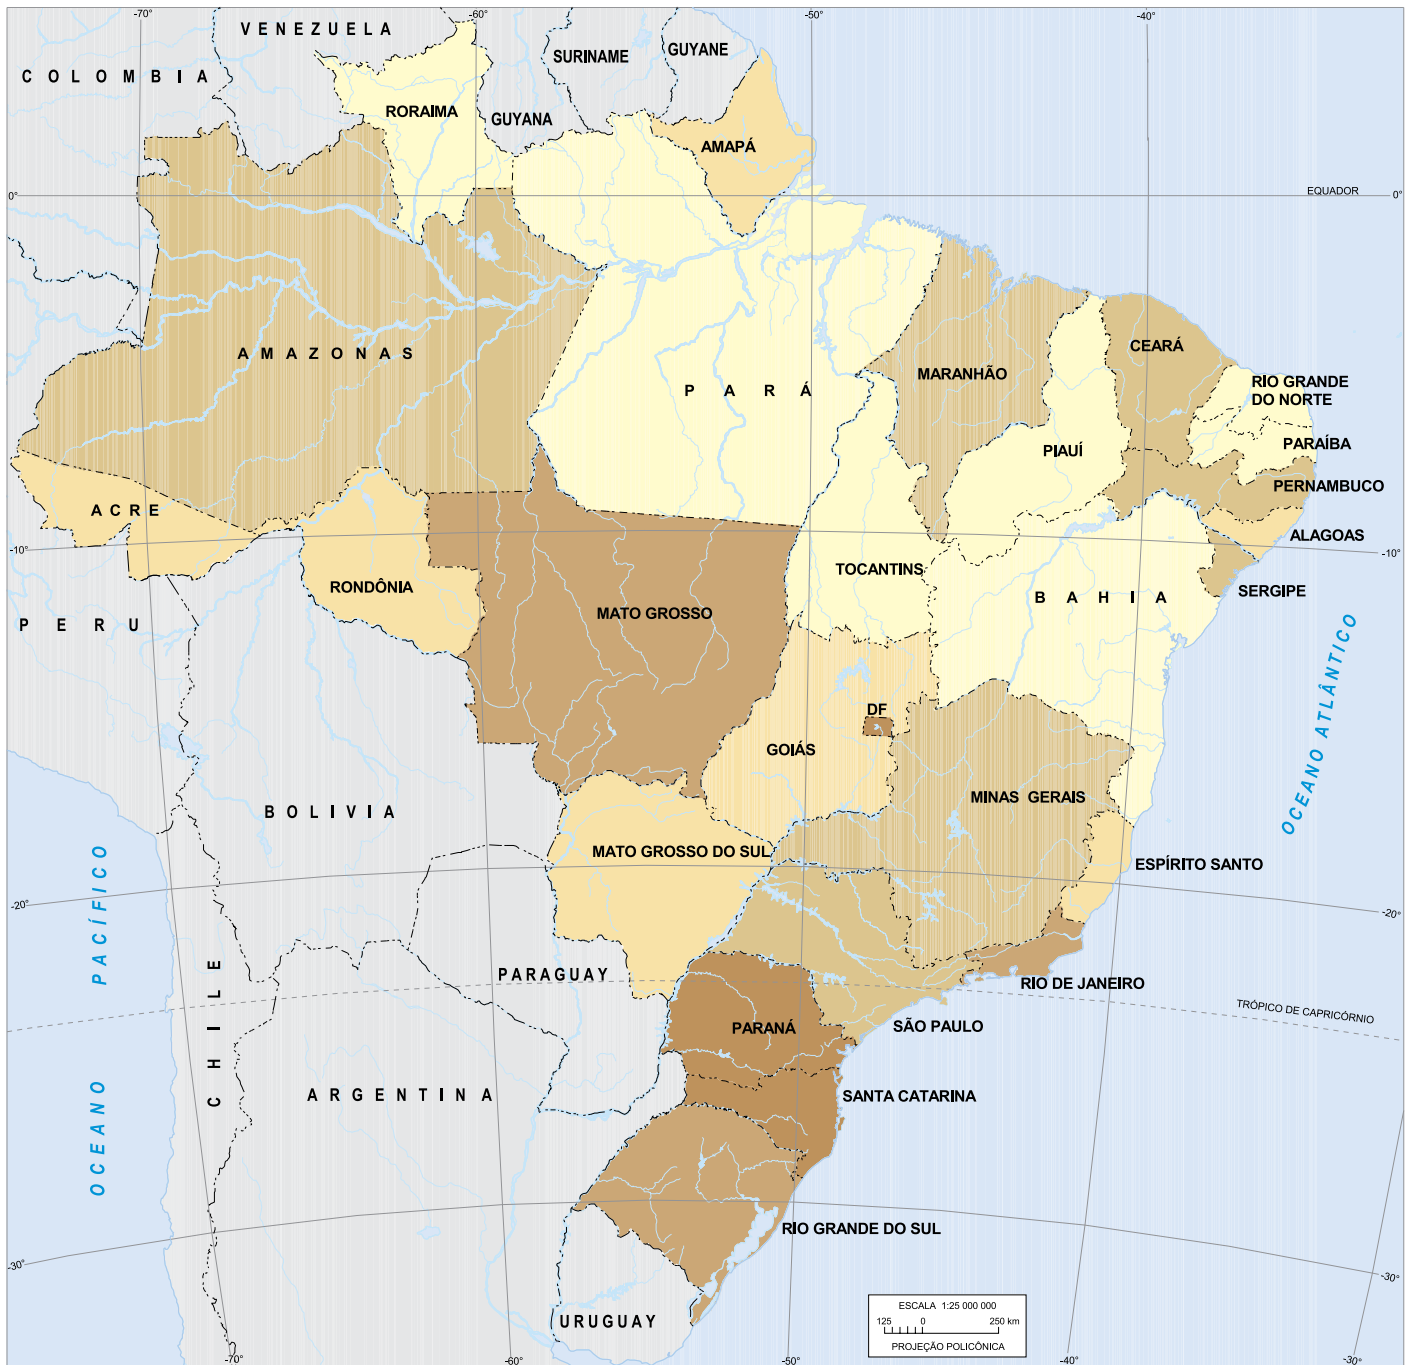 -70°
-60°
-50°
-40°
VENEZUELA
SURINAME
GUYANE
COLOMBIA
RORAIMA
GUYANA
AMAPÁ
0°
EQUADOR
0°
AMAZONAS
PARÁ
MARANHÃO
CEARÁ
RIO GRANDE
DO NORTE
PIAUÍ
PARAÍBA
PERNAMBUCO
ACRE
ALAGOAS
-10°
-10°
RONDÔNIA
TOCANTINS
SERGIPE
BAHIA
MATO GROSSO
PERU
OCEANO ATLÂNTICO
DF
GOIÁS
MINAS GERAIS
BOLIVIA
MATO GROSSO DO SUL
ESPÍRITO SANTO
-20°
-20°
OCEANO PACÍFICO
CHILE
PARAGUAY
RIO DE JANEIRO
TRÓPICO DE CAPRICÓRNIO
PARANÁ
SÃO PAULO
ARGENTINA
SANTA CATARINA
RIO GRANDE DO SUL
-30°
-30°
URUGUAY
ESCALA 1:25 000 000
125 0 250 km
PROJEÇÃO POLICÔNICA
-70°
-60°
-50°
-40°
-30°